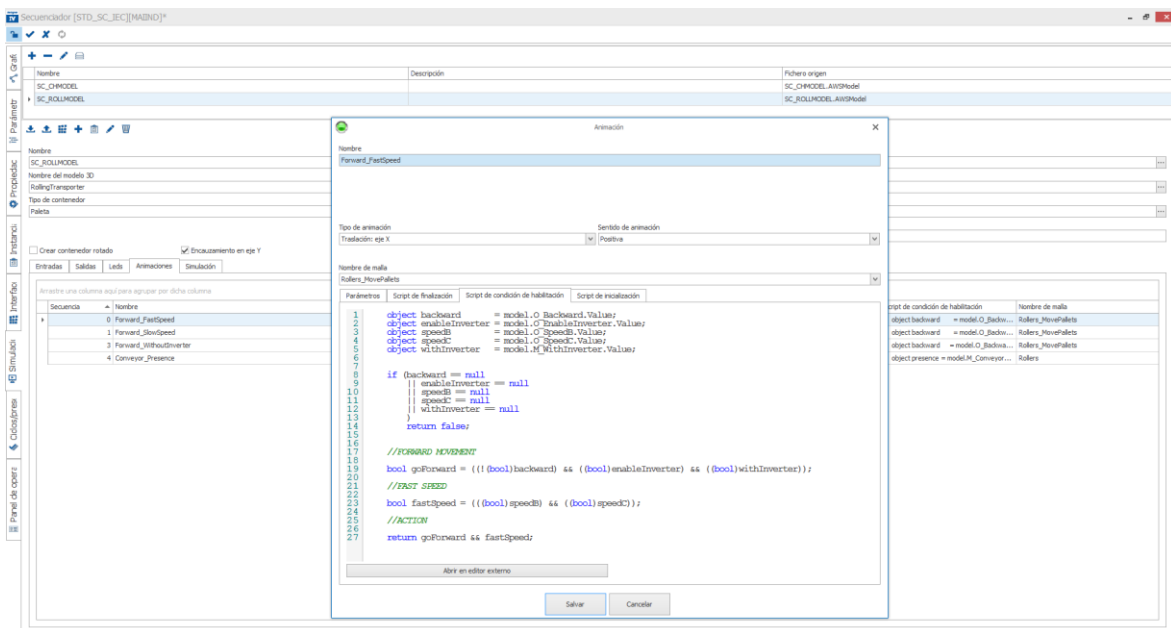 Secuenciador [STD_SC_IEC][MAIIND]*
Nombre Descripción Fichero origen
SC_CHMODEL SC_CHMODEL.AWSModel
SC_ROLLMODEL SC_ROLLMODEL.AWSModel
Nombre
SC_ROLLMODEL
Nombre del modelo 3D
RollingTransporter
Tipo de contenedor
Paleta
Crear contenedor rotado Encauzamiento en eje Y
Entradas Salidas Leds Animaciones Simulación
Arrastre una columna aquí para agrupar por dicha columna
Secuencia Nombre
0 Forward_FastSpeed
1 Forward_SlowSpeed
3 Forward_WithoutInverter
4 Conveyor_Presence
Animación
Nombre
Forward_FastSpeed
Tipo de animación Sentido de animación
Traslación: eje X Positiva
Nombre de malla
Rollers_MovePallets
Parámetros Script de finalización Script de condición de habilitación Script de inicialización
1 object backward = model.O_Backward.Value;
2 object enableInverter = model.O_EnableInverter.Value;
3 object speedB = model.O_SpeedB.Value;
4 object speedC = model.O_SpeedC.Value;
5 object withInverter = model.M_WithInverter.Value;
6
7
8 if (backward == null
9 || enableInverter == null
10 || speedB == null
11 || speedC == null
12 || withInverter == null
13 )
14 return false;
15
16
17 //FORWARD MOVEMENT
18
19 bool goForward = ((!(bool)backward) && ((bool)enableInverter) && ((bool)withInverter));
20
21 //FAST SPEED
22
23 bool fastSpeed = (((bool)speedB) && ((bool)speedC));
24
25 //ACTION
26
27 return goForward && fastSpeed;
Abrir en editor externo
Salvar Cancelar
cript de condición de habilitación Nombre de malla
object backward = model.O_Backw... Rollers_MovePallets
object backward = model.O_Backw... Rollers_MovePallets
object backward = model.O_Backwa... Rollers_MovePallets
object presence = model.M_Conveyor... Rollers
Grafi
Parámetr
Propiedac
Instanci
Interfac
Simulaci
Ciclos/prese
Panel de opera